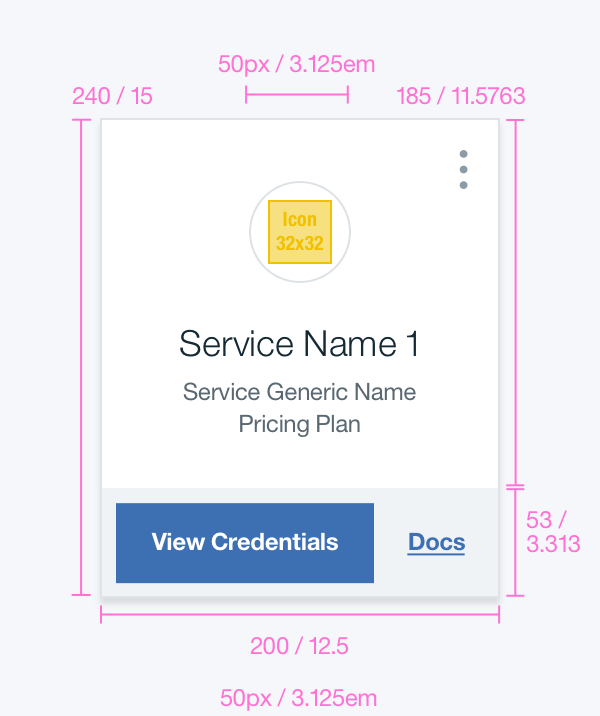 50px / 3.125em
240 / 15
185 / 11.5763
Icon
32x32
Service Name 1
Service Generic Name
Pricing Plan
View Credentials
Docs
53 /
3.313
200 / 12.5
50px / 3.125em